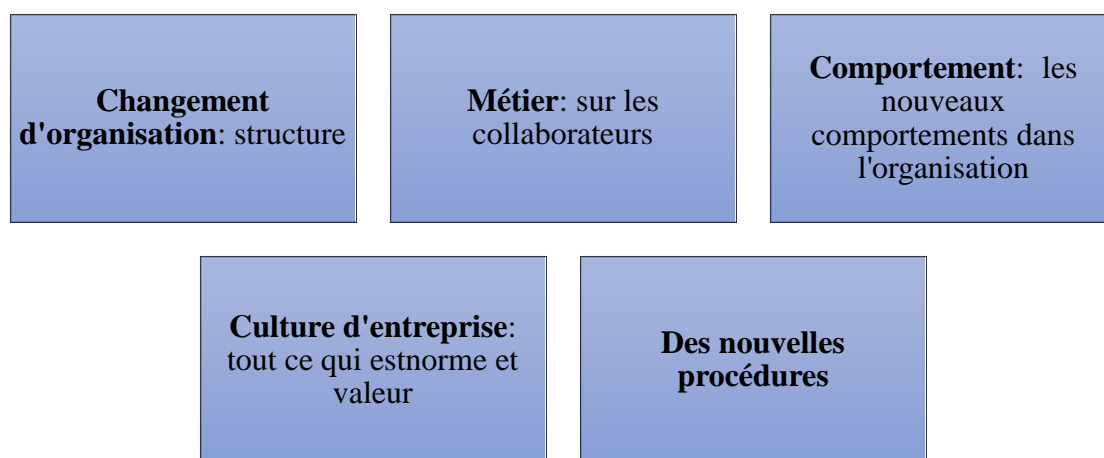 Changement
d'organisation: structure
Métier: sur les
collaborateurs
Comportement: les
nouveaux
comportements dans
l'organisation
Culture d'entreprise:
tout ce qui estnorme et
valeur
Des nouvelles
procédures